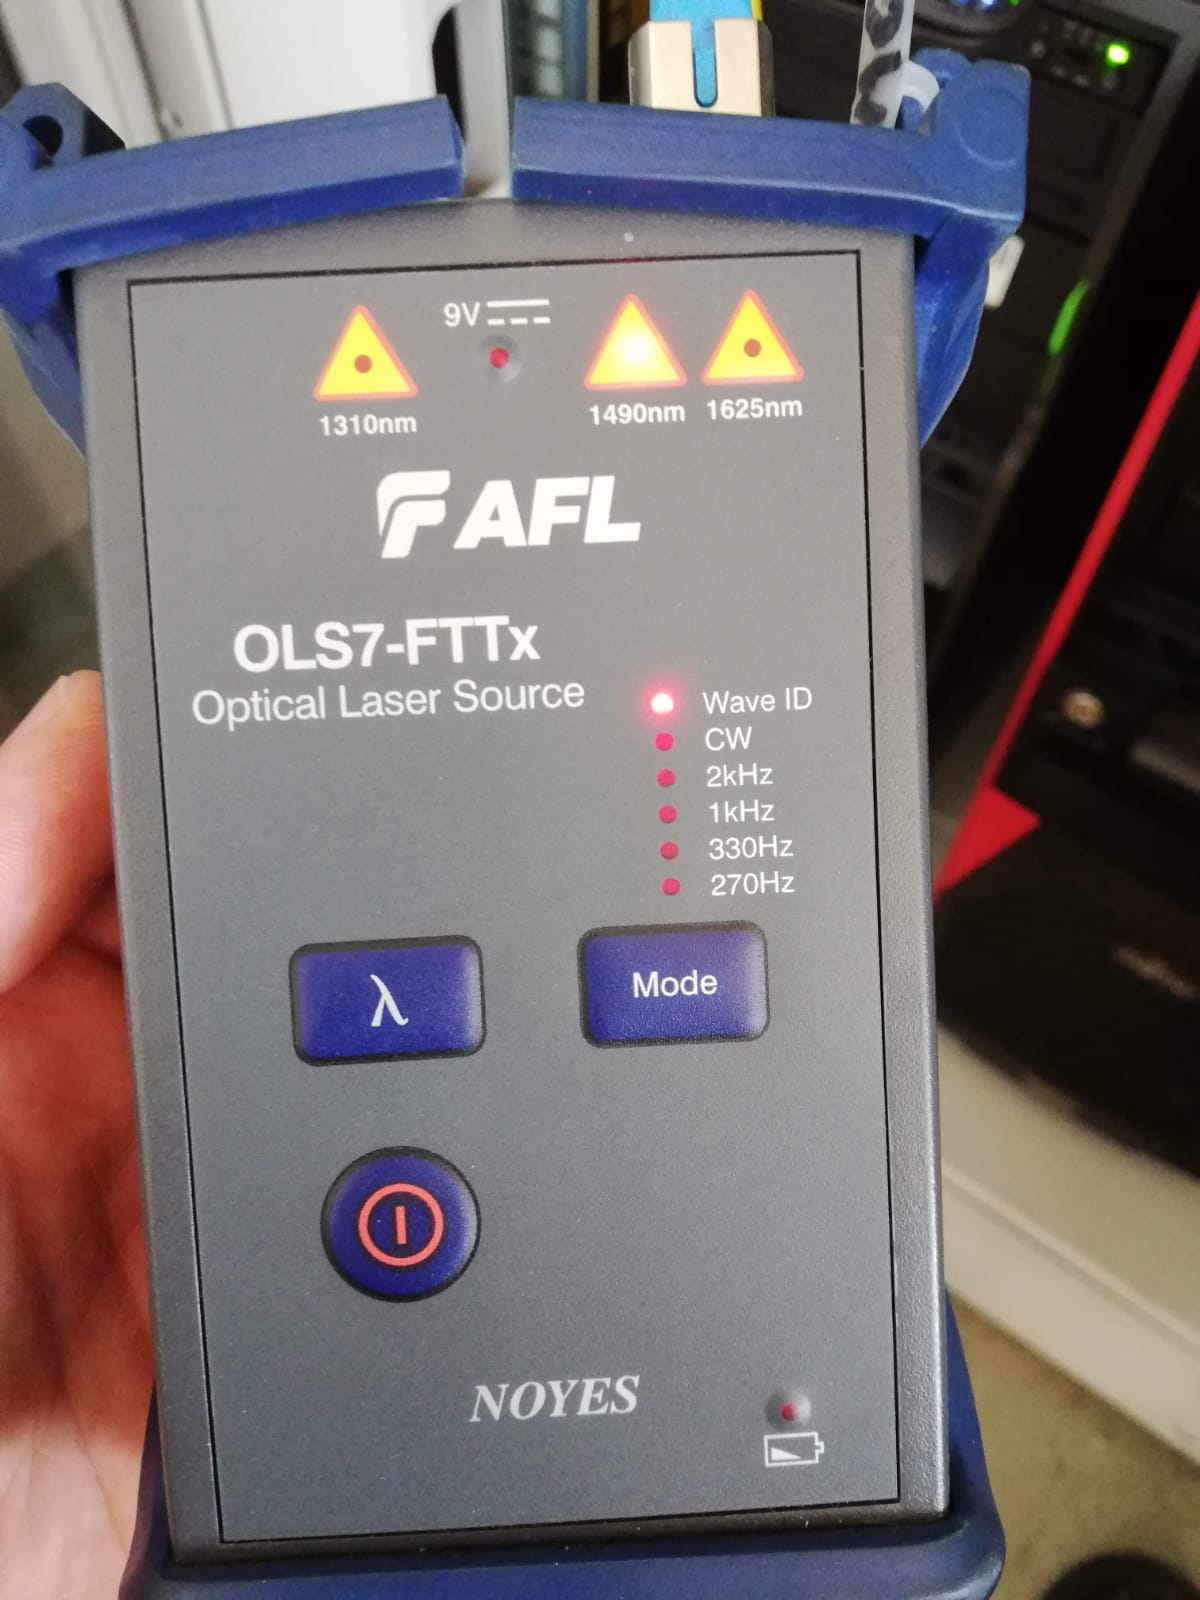 9V
1310nm
1490nm
1625nm
AFL
OLS7-FTTx
Optical Laser Source
Wave ID
CW
2kHz
1kHz
330Hz
270Hz
λ
Mode
NOYES